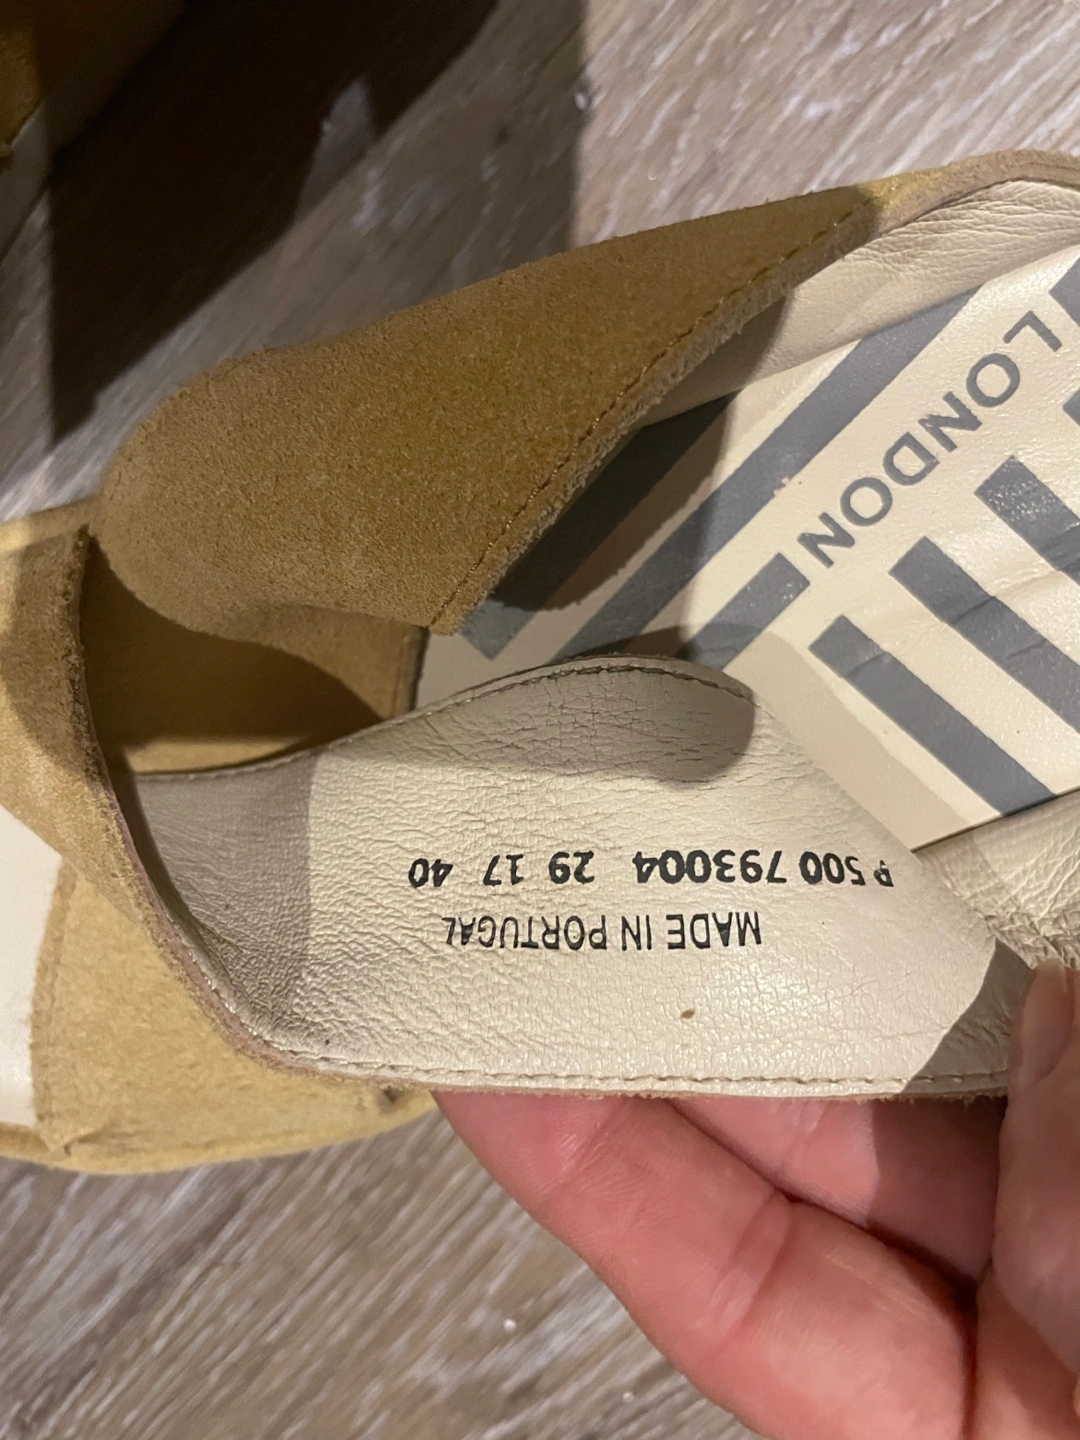 LONDON
P 500 793004 29 17 40
MADE IN PORTUGAL